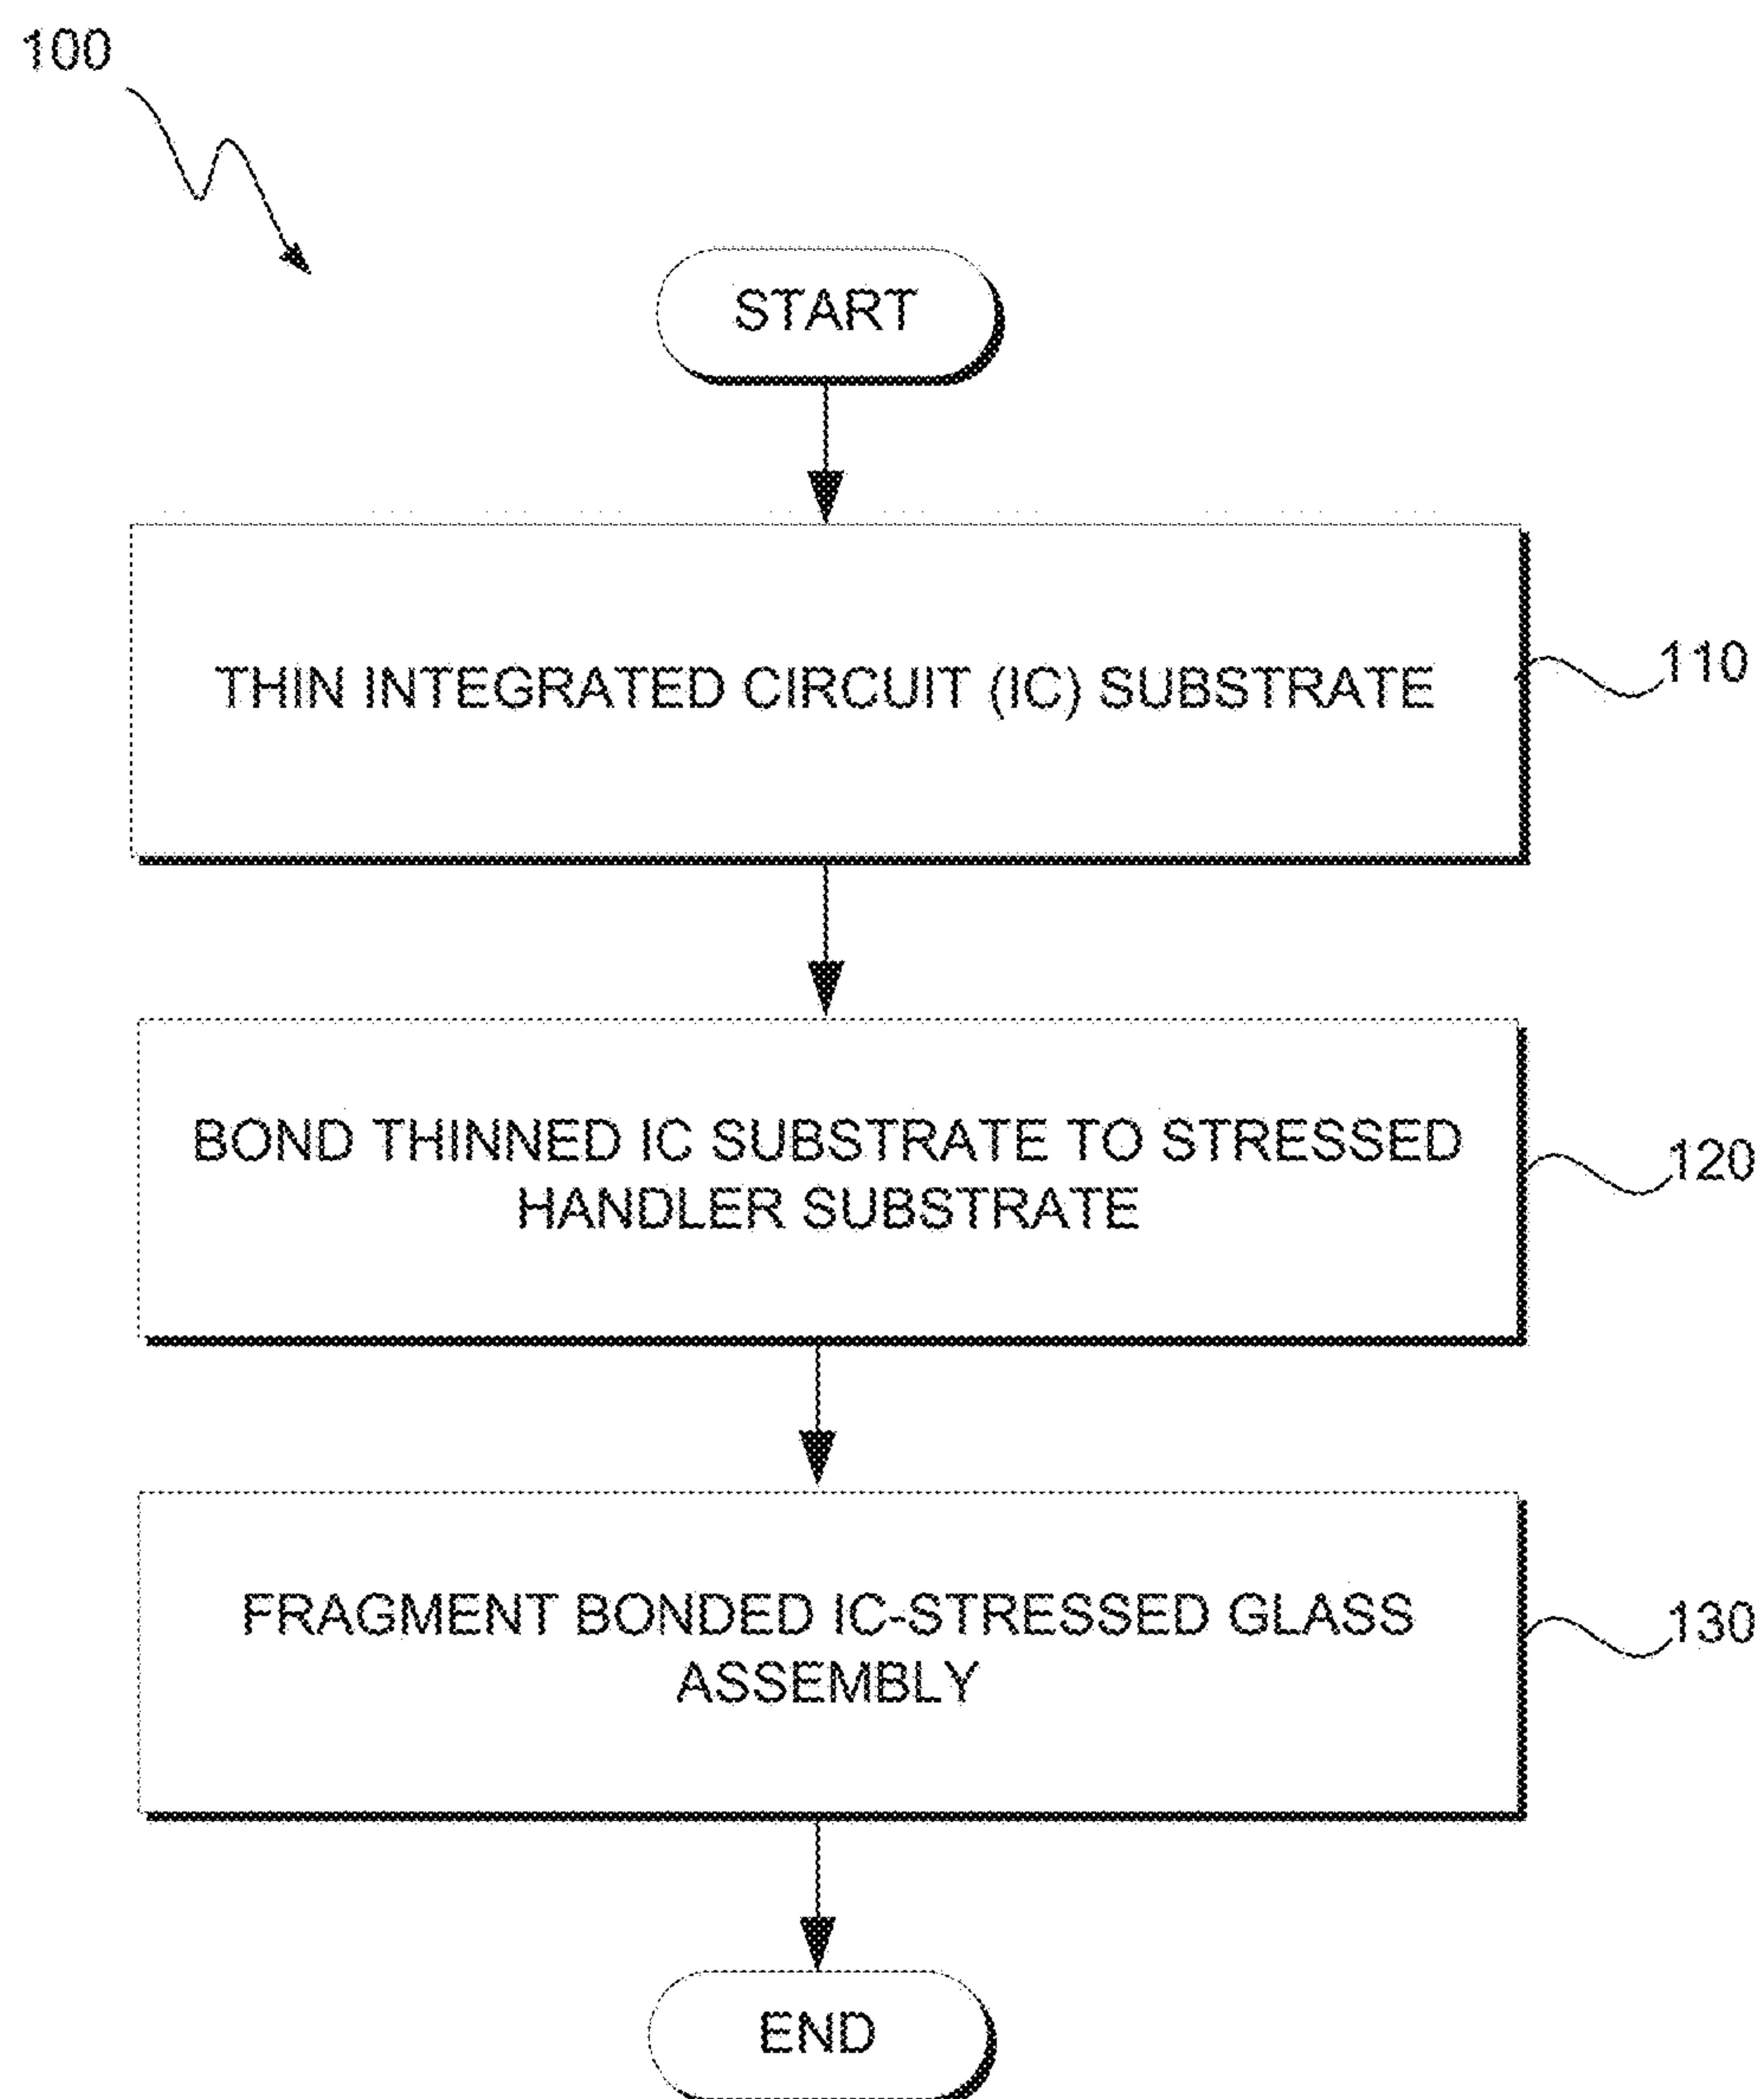 100
START
THIN INTEGRATED CIRCUIT (IC) SUBSTRATE
110
BOND THINNED IC SUBSTRATE TO STRESSED
HANDLER SUBSTRATE
120
FRAGMENT BONDED IC-STRESSED GLASS
ASSEMBLY
130
END